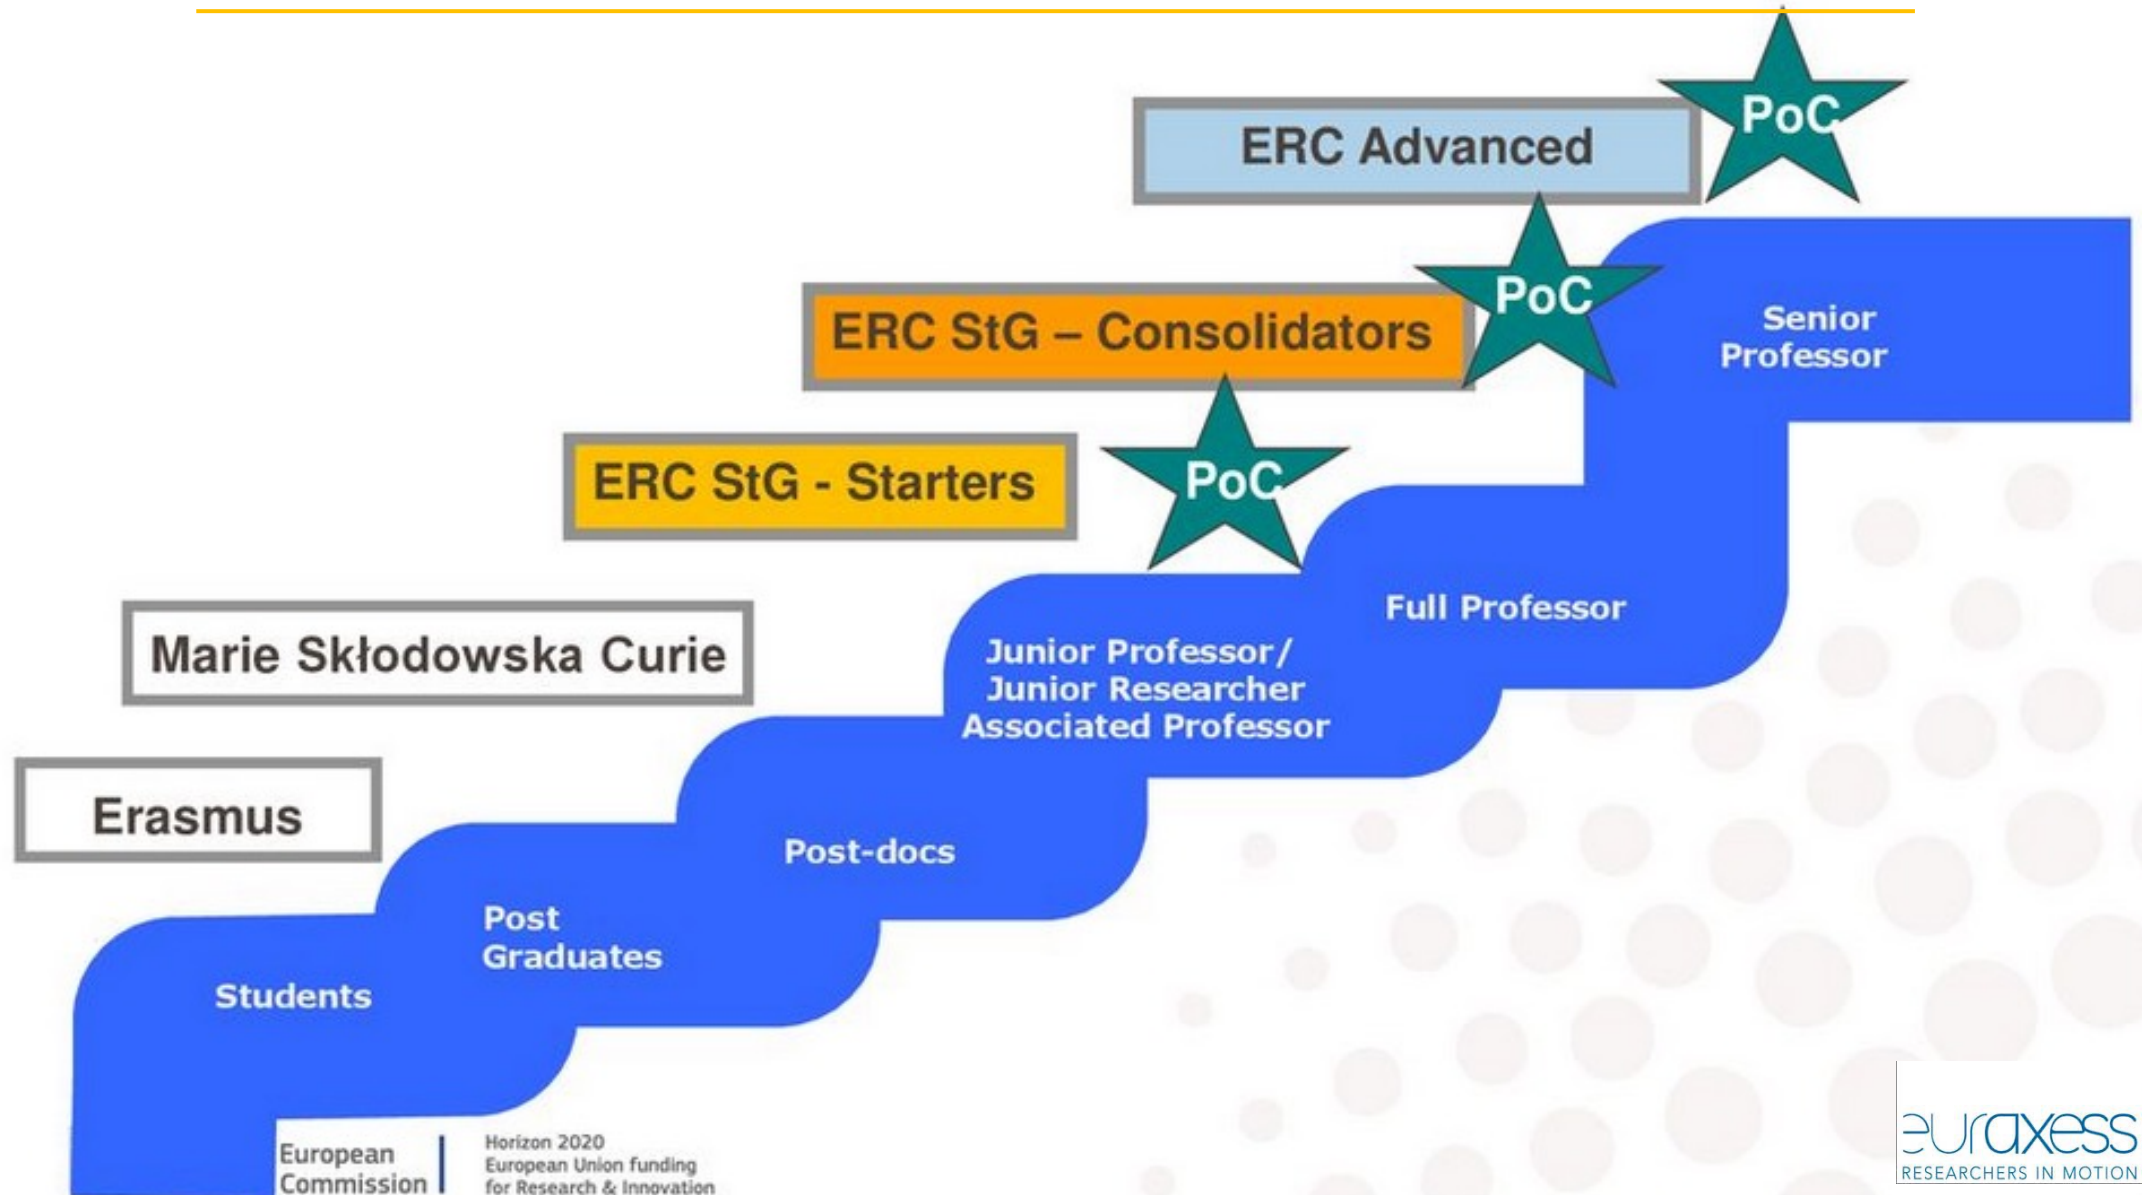 PoC
ERC Advanced
PoC
ERC StG – Consolidators
Senior
Professor
PoC
ERC StG - Starters
Full Professor
Marie Skłodowska Curie
Junior Professor/
Junior Researcher
Associated Professor
Erasmus
Post-docs
Post
Graduates
Students
European
Commission
Horizon 2020
European Union funding
for Research & Innovation
euraxess
RESEARCHERS IN MOTION